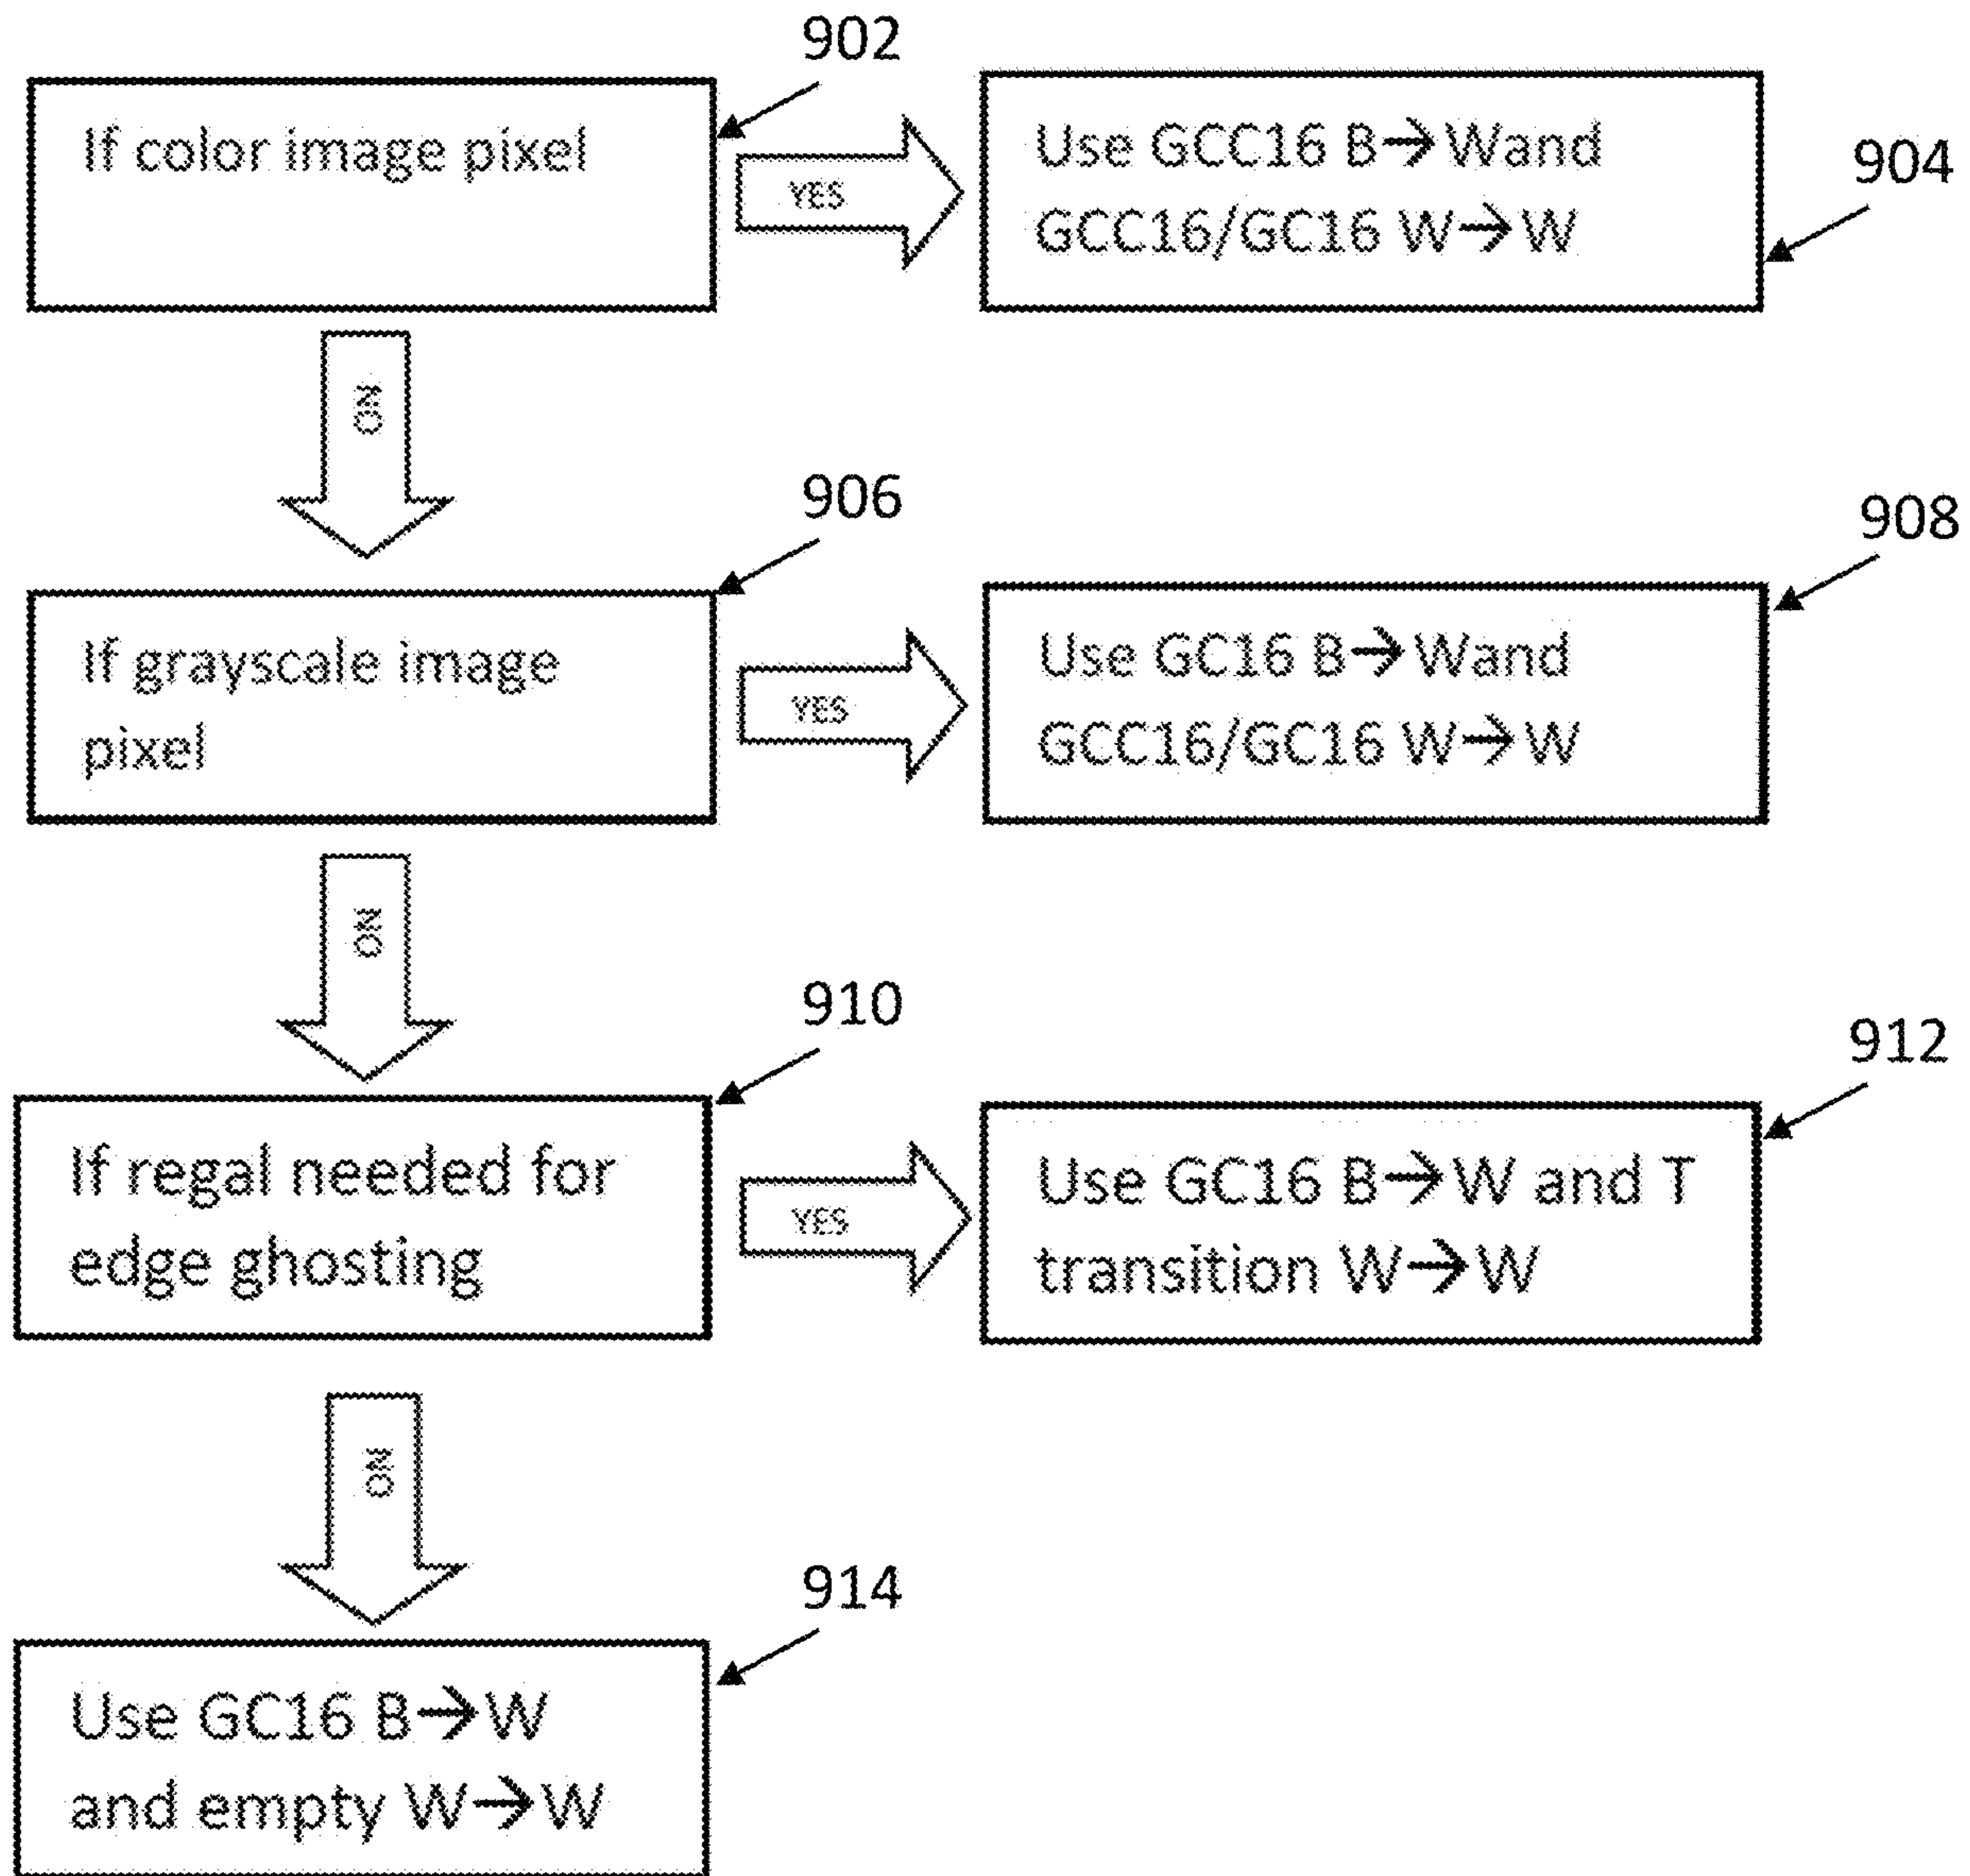 902
If color image pixel
YES
Use GCC16 B→Wand
GCC16/GC16 W→W
904
NO
906
If grayscale image
pixel
YES
Use GC16 B→Wand
GCC16/GC16 W→W
908
NO
910
If regal needed for
edge ghosting
YES
Use GC16 B→W and T
transition W→W
912
NO
914
Use GC16 B→W
and empty W→W